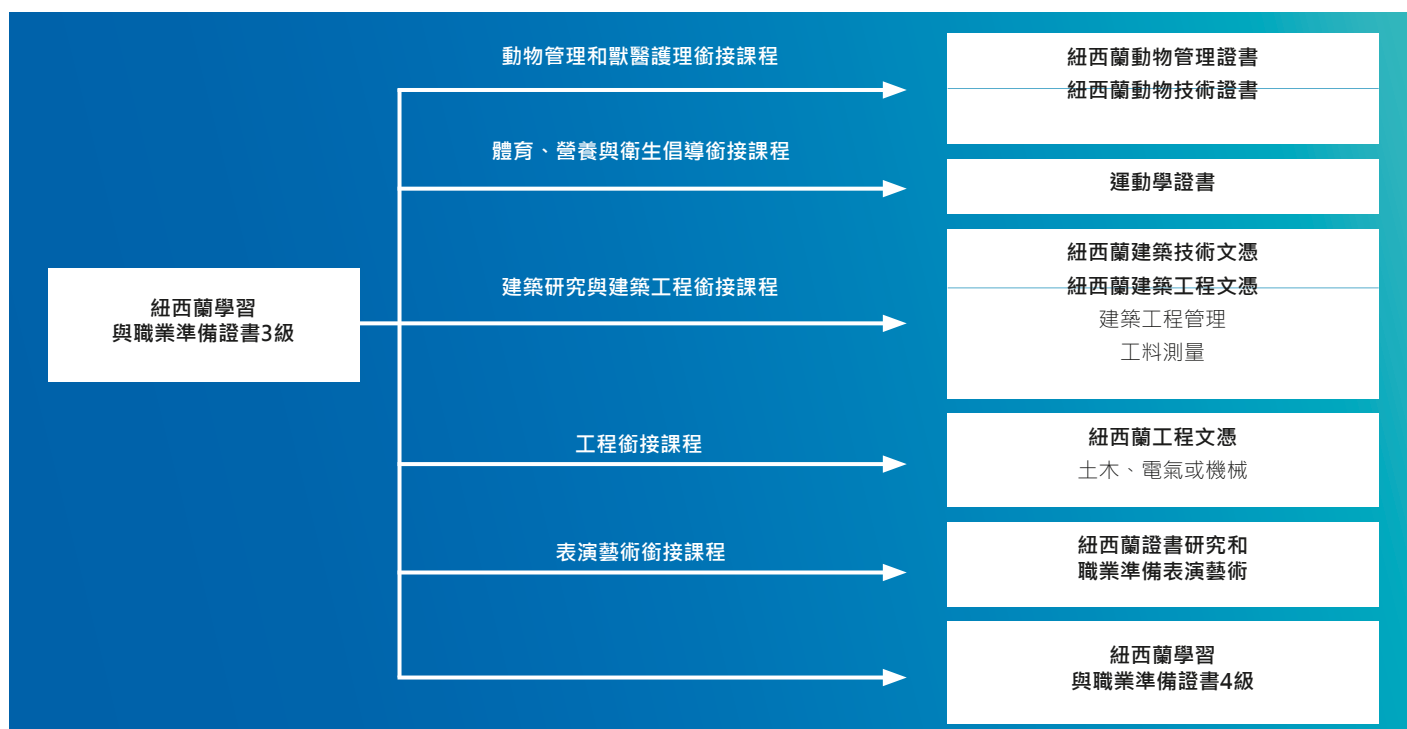 動物管理和獸醫護理銜接課程
紐西蘭動物管理證書
紐西蘭動物技術證書
體育、營養與衛生倡導銜接課程
運動學證書
紐西蘭學習
與職業準備證書3級
建築研究與建築工程銜接課程
紐西蘭建築技術文憑
紐西蘭建築工程文憑
建築工程管理
工料測量
工程銜接課程
紐西蘭工程文憑
土木、電氣或機械
表演藝術銜接課程
紐西蘭證書研究和
職業準備表演藝術
紐西蘭學習
與職業準備證書4級